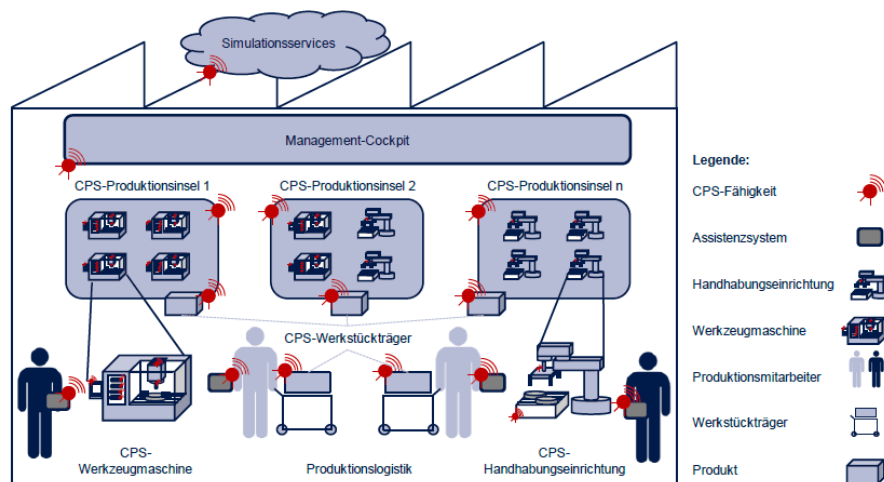 Simulationsservices
Management-Cockpit
CPS-Produktionsinsel 1
CPS-Produktionsinsel 2
CPS-Produktionsinsel n
CPS-Werkstückträger
CPS-
Werkzeugmaschine
Produktionslogistik
CPS-
Handhabungseinrichtung
Legende:
CPS-Fähigkeit
Assistenzsystem
Handhabungseinrichtung
Werkzeugmaschine
Produktionsmitarbeiter
Werkstückträger
Produkt